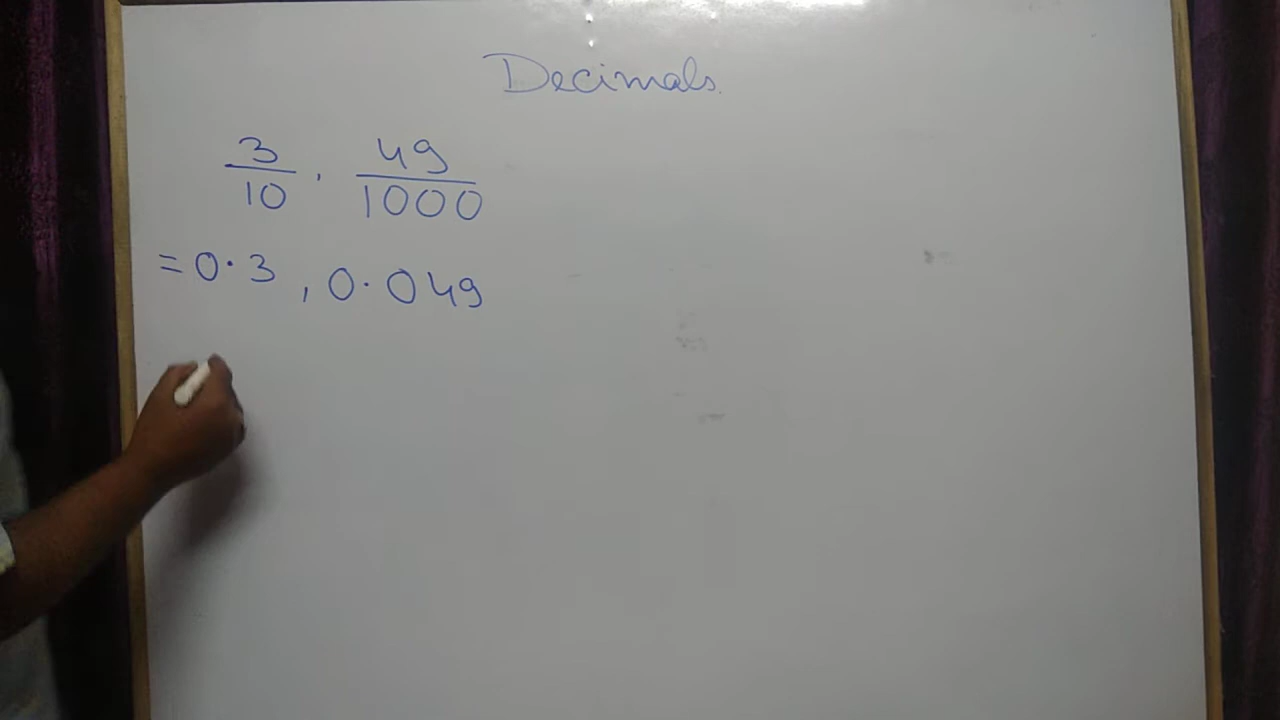 Decimals.
3/10 , 49/1000
= 0.3 , 0.049